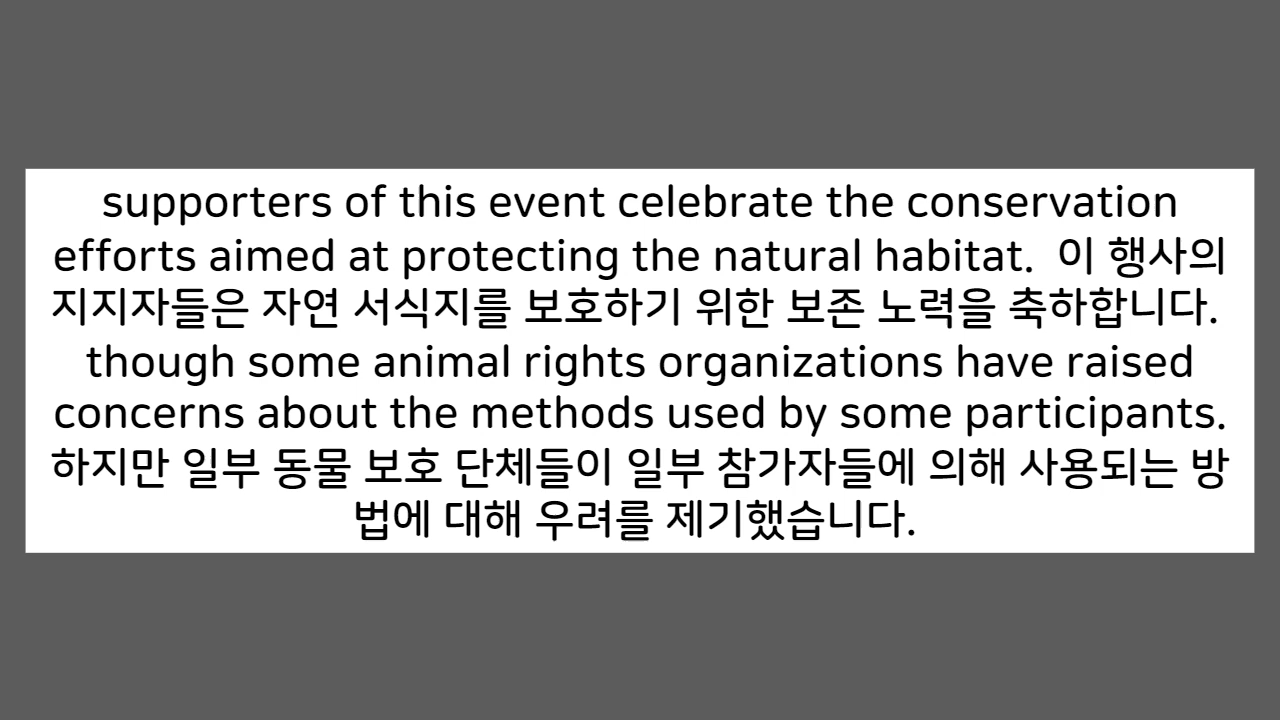 supporters of this event celebrate the conservation
efforts aimed at protecting the natural habitat.  이 행사의
지지자들은 자연 서식지를 보호하기 위한 보존 노력을 축하합니다.
though some animal rights organizations have raised
concerns about the methods used by some participants.
하지만 일부 동물 보호 단체들이 일부 참가자들에 의해 사용되는 방
법에 대해 우려를 제기했습니다.